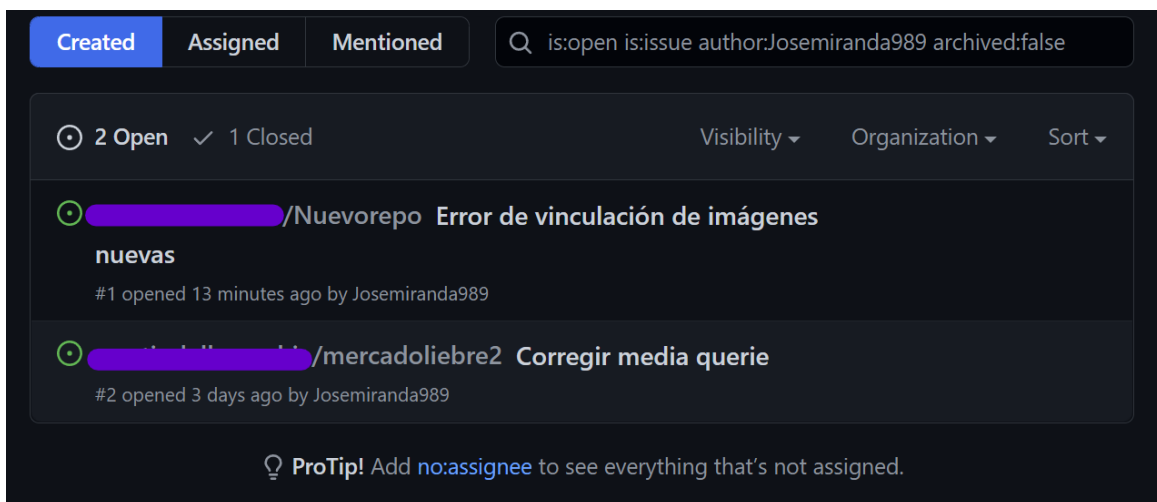 Created Assigned Mentioned is:open is:issue author:Josemiranda989 archived:false
2 Open 1 Closed Visibility Organization Sort
/Nuevorepo Error de vinculación de imágenes
nuevas
#1 opened 13 minutes ago by Josemiranda989
/mercadoliebre2 Corregir media querie
#2 opened 3 days ago by Josemiranda989
ProTip! Add no:assignee to see everything that's not assigned.